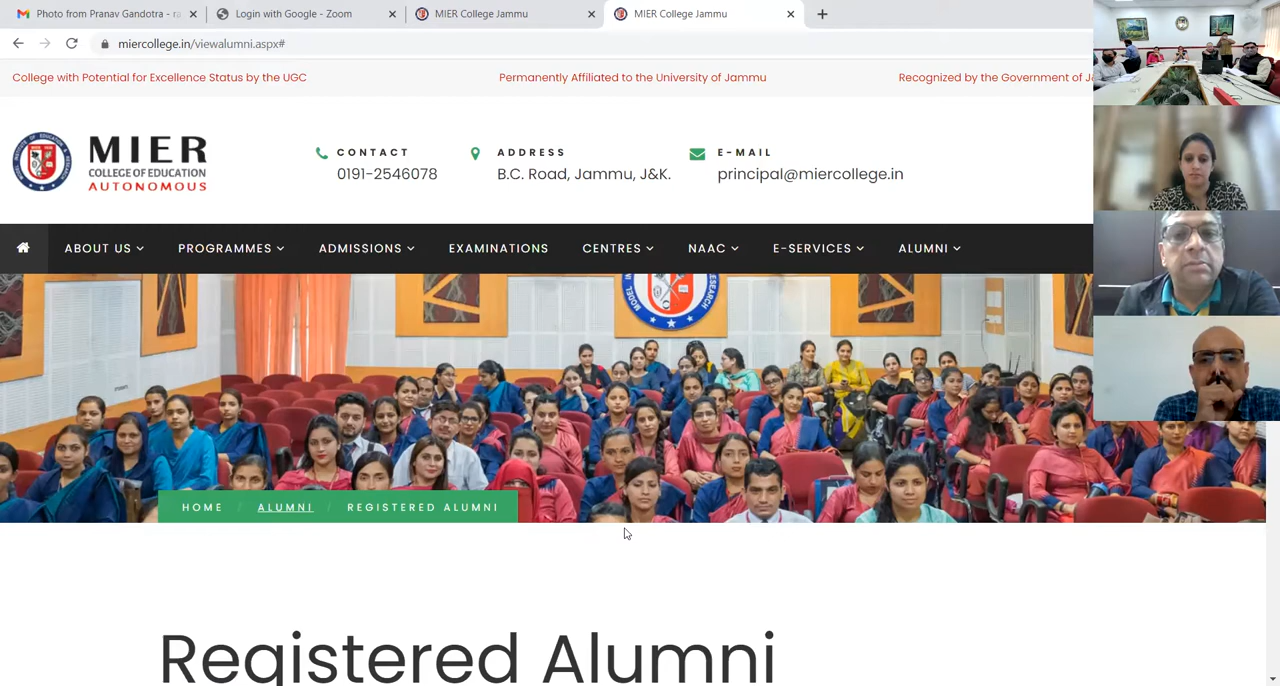 Photo from Pranav Gandotra - ra
Login with Google - Zoom
MIER College Jammu
MIER College Jammu
miercollege.in/viewalumni.aspx#
College with Potential for Excellence Status by the UGC
Permanently Affiliated to the University of Jammu
Recognized by the Government of J
MIER
COLLEGE OF EDUCATION
AUTONOMOUS
CONTACT
0191-2546078
ADDRESS
B.C. Road, Jammu, J&K.
E-MAIL
principal@miercollege.in
ABOUT US
PROGRAMMES
ADMISSIONS
EXAMINATIONS
CENTRES
NAAC
E-SERVICES
ALUMNI
MODEL
RESEARCH
HOME / ALUMNI / REGISTERED ALUMNI
Registered Alumni